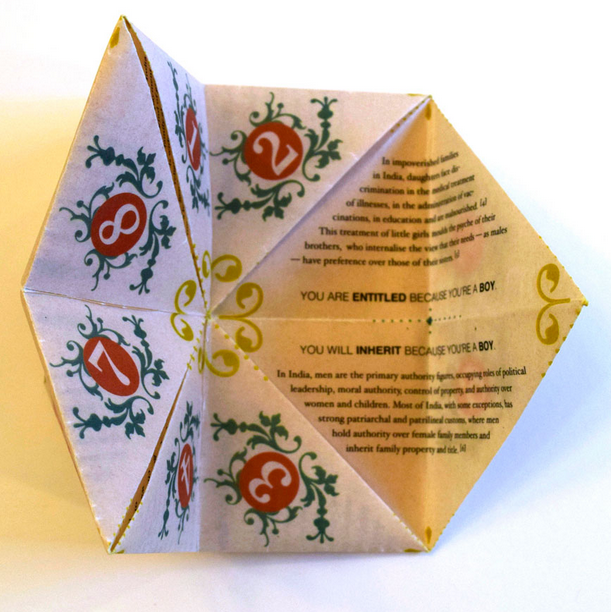 1
2
8
In impoverished families
in India, daughters face dis-
crimination in the medical treatment
of illnesses, in the administration of vac-
cinations, in education and are malnourished. [4]
This treatment of little girls moulds the psyche of their
brothers, who internalise the view that their needs — as males
— have preference over those of their sisters. [5]
YOU ARE ENTITLED BECAUSE YOU'RE A BOY.
YOU WILL INHERIT BECAUSE YOU'RE A BOY.
In India, men are the primary authority figures, occupying roles of political
leadership, moral authority, control of property, and authority over
women and children. Most of India, with some exceptions, has
strong patriarchal and patrilineal customs, where men
hold authority over female family members and
inherit family property and title. [6]
7
4
3